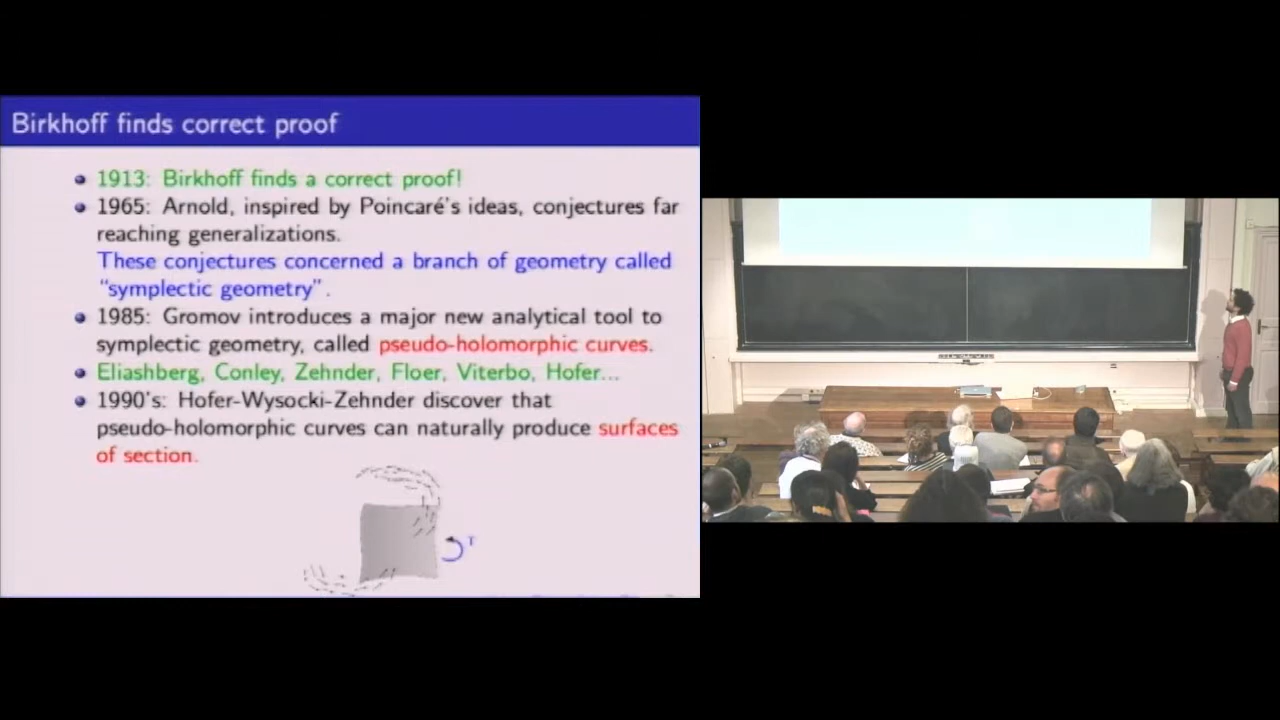 Birkhoff finds correct proof
1913: Birkhoff finds a correct proof!
1965: Arnold, inspired by Poincaré's ideas, conjectures far
reaching generalizations.
These conjectures concerned a branch of geometry called
“symplectic geometry”.
1985: Gromov introduces a major new analytical tool to
symplectic geometry, called pseudo-holomorphic curves.
Eliashberg, Conley, Zehnder, Floer, Viterbo, Hofer...
1990's: Hofer-Wysocki-Zehnder discover that
pseudo-holomorphic curves can naturally produce surfaces
of section.